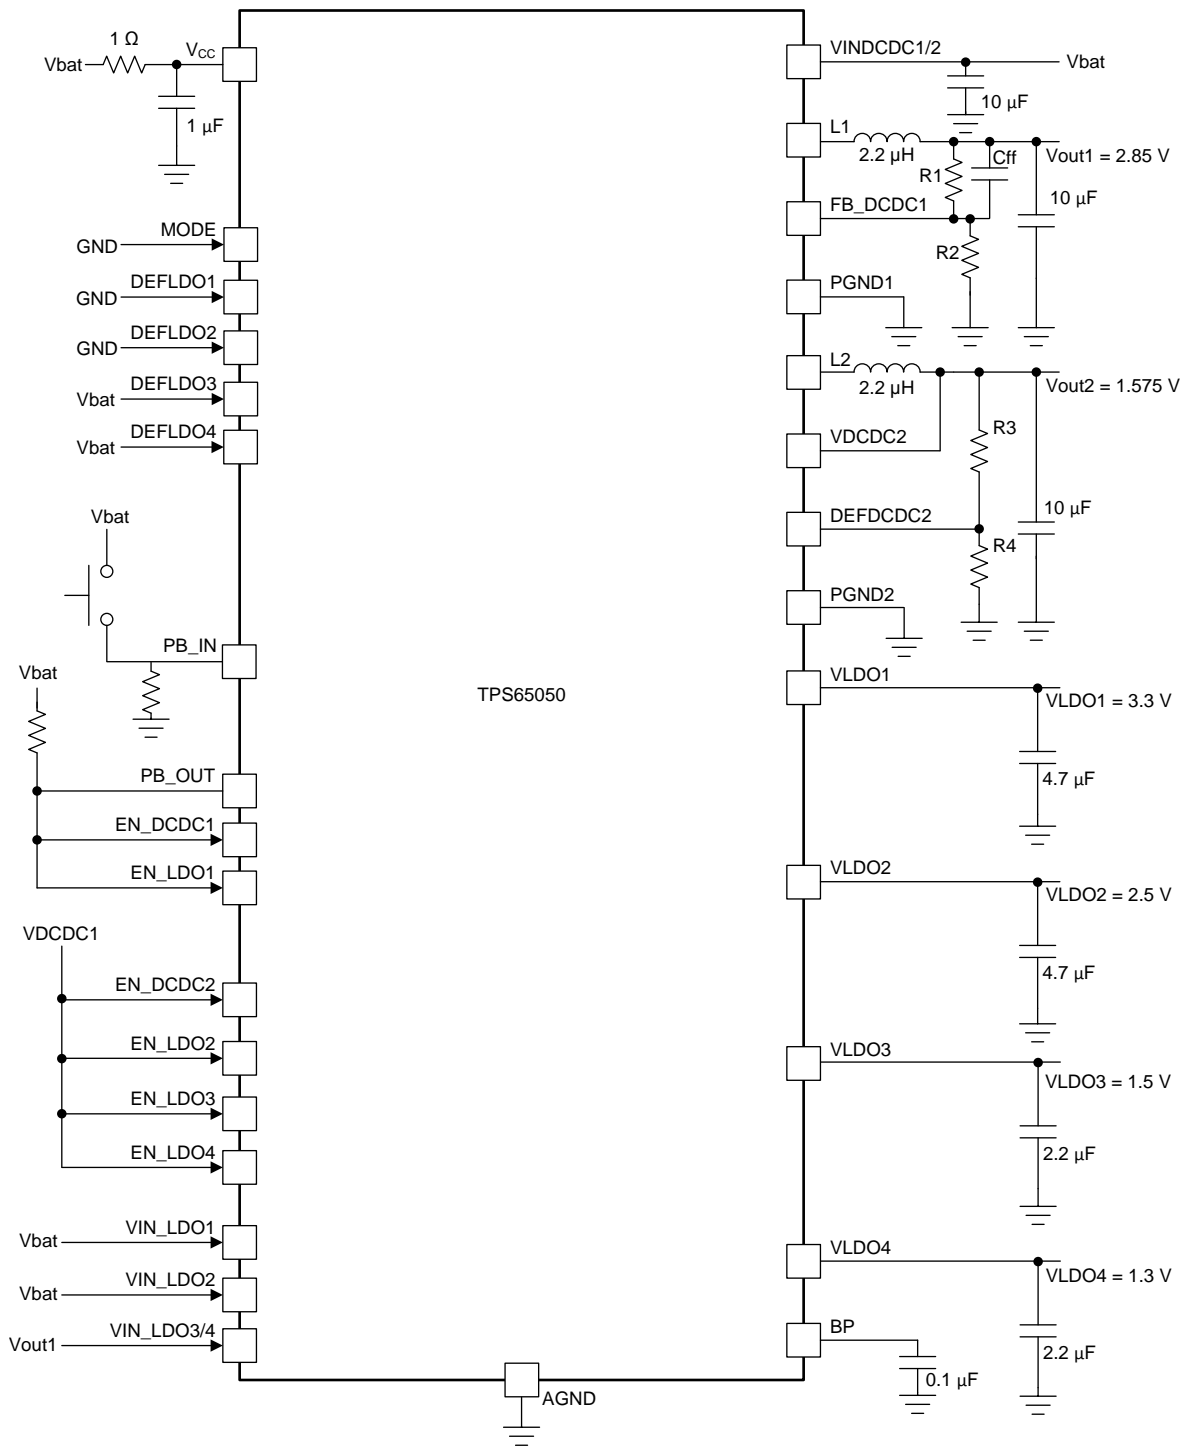 1 Ω
Vbat
VCC
1 μF
GND
MODE
GND
DEFLDO1
GND
DEFLDO2
Vbat
DEFLDO3
Vbat
DEFLDO4
Vbat
PB_IN
Vbat
PB_OUT
EN_DCDC1
EN_LDO1
VDCDC1
EN_DCDC2
EN_LDO2
EN_LDO3
EN_LDO4
Vbat
VIN_LDO1
Vbat
VIN_LDO2
Vout1
VIN_LDO3/4
TPS65050
AGND
VINDCDC1/2
Vbat
10 μF
L1
2.2 μH
R1
Cff
Vout1 = 2.85 V
FB_DCDC1
10 μF
R2
PGND1
L2
2.2 μH
Vout2 = 1.575 V
R3
VDCDC2
10 μF
DEFDCDC2
R4
PGND2
VLDO1
VLDO1 = 3.3 V
4.7 μF
VLDO2
VLDO2 = 2.5 V
4.7 μF
VLDO3
VLDO3 = 1.5 V
2.2 μF
VLDO4
VLDO4 = 1.3 V
2.2 μF
BP
0.1 μF